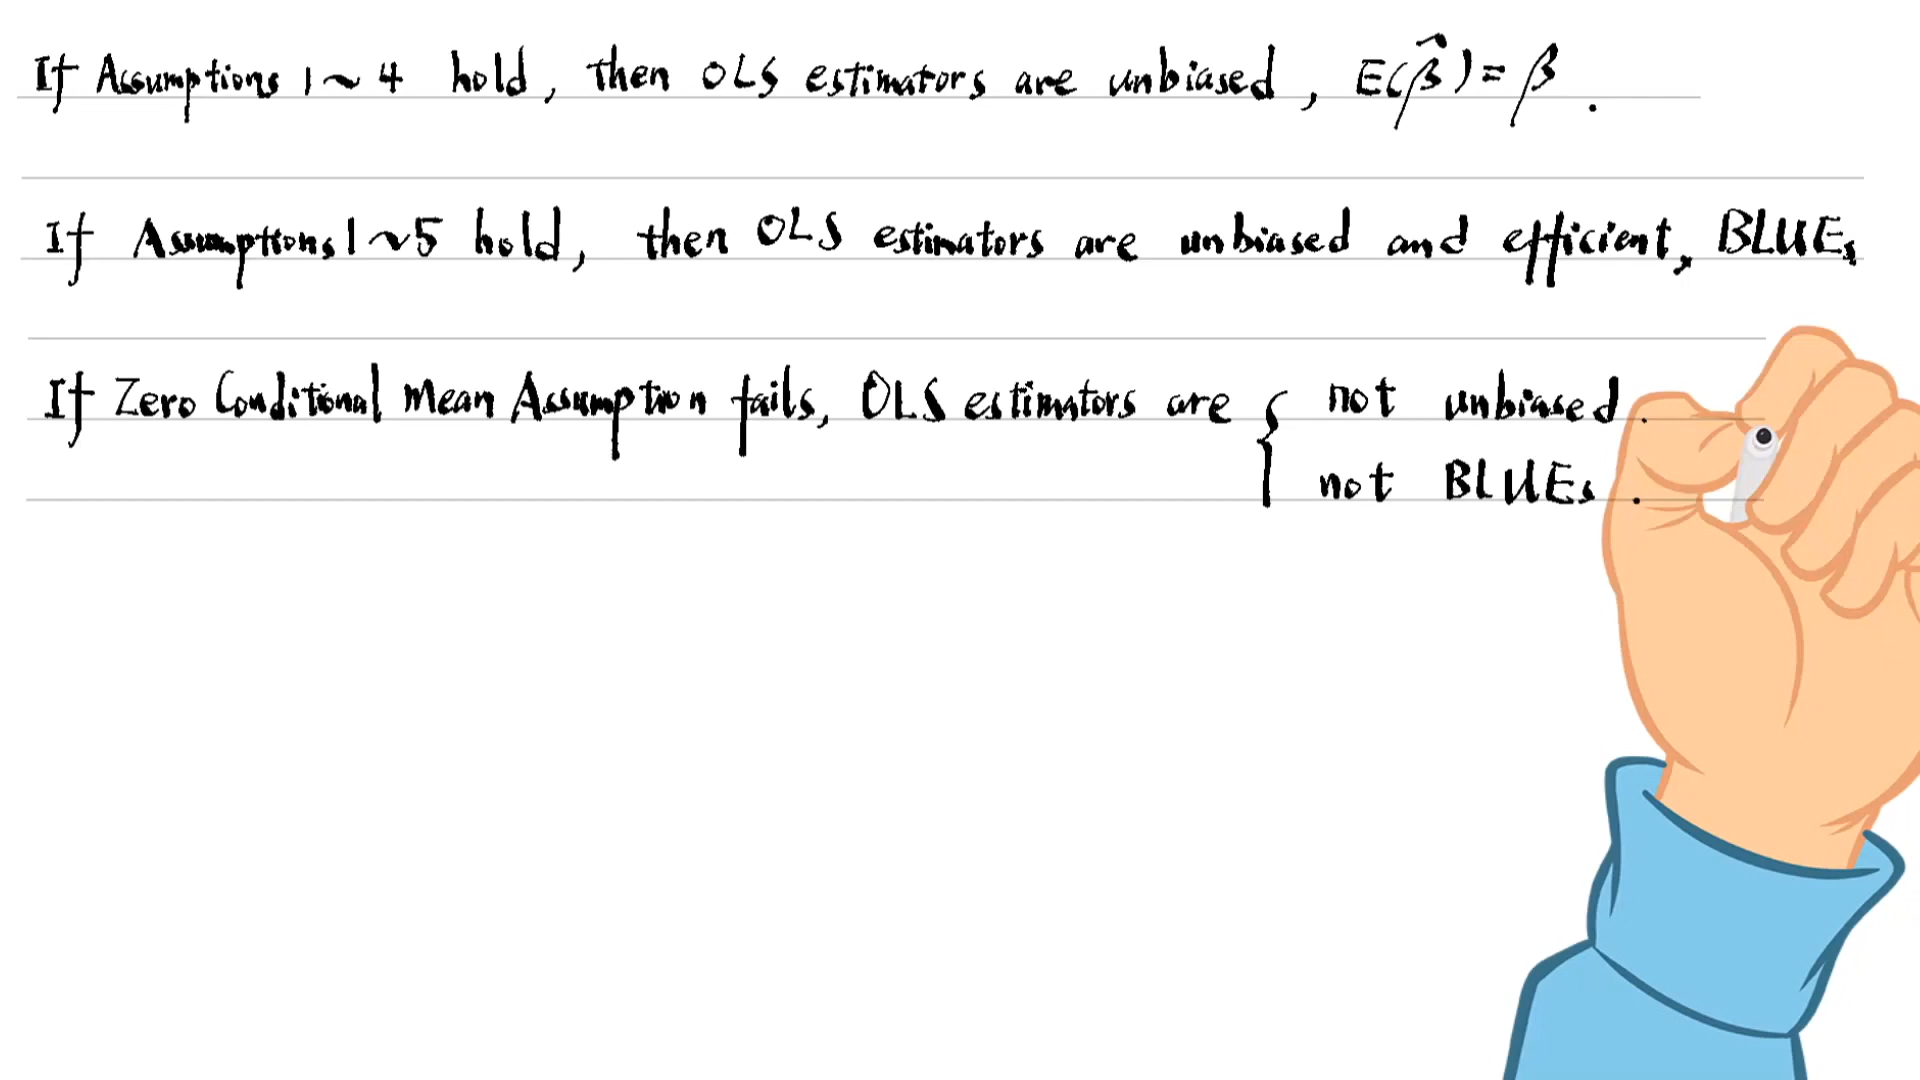 If Assumptions 1~4 hold, then OLS estimators are unbiased, E(β̂) = β.
If Assumptions 1~5 hold, then OLS estimators are unbiased and efficient, BLUEs
If Zero Conditional Mean Assumption fails, OLS estimators are { not unbiased.
not BLUEs.